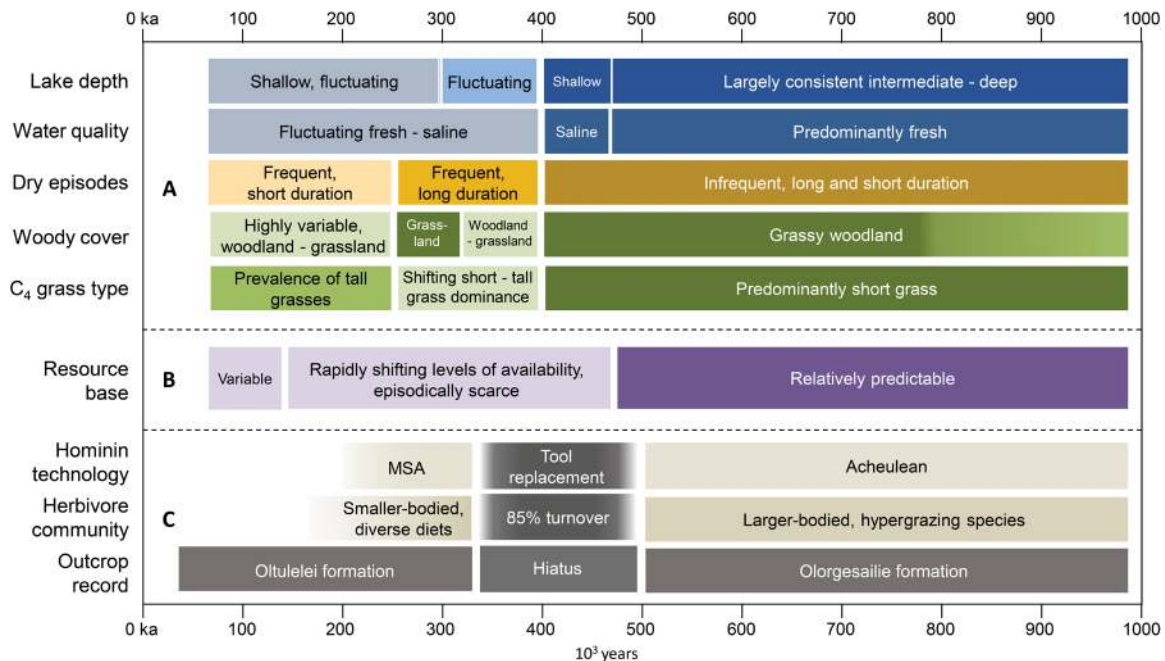 0 ka 100 200 300 400 500 600 700 800 900 1000
Lake depth
Shallow, fluctuating
Fluctuating
Shallow
Largely consistent intermediate - deep
Water quality
Fluctuating fresh - saline
Saline
Predominantly fresh
Dry episodes
A
Frequent,
short duration
Frequent,
long duration
Infrequent, long and short duration
Woody cover
Highly variable,
woodland - grassland
Grass-
land
Woodland
- grassland
Grassy woodland
C4 grass type
Prevalence of tall
grasses
Shifting short - tall
grass dominance
Predominantly short grass
Resource
base
B
Variable
Rapidly shifting levels of availability,
episodically scarce
Relatively predictable
Hominin
technology
MSA
Tool
replacement
Acheulean
Herbivore
community
C
Smaller-bodied,
diverse diets
85% turnover
Larger-bodied, hypergrazing species
Outcrop
record
Oltulelei formation
Hiatus
Olorgesailie formation
0 ka 100 200 300 400 500 600 700 800 900 1000
10³ years